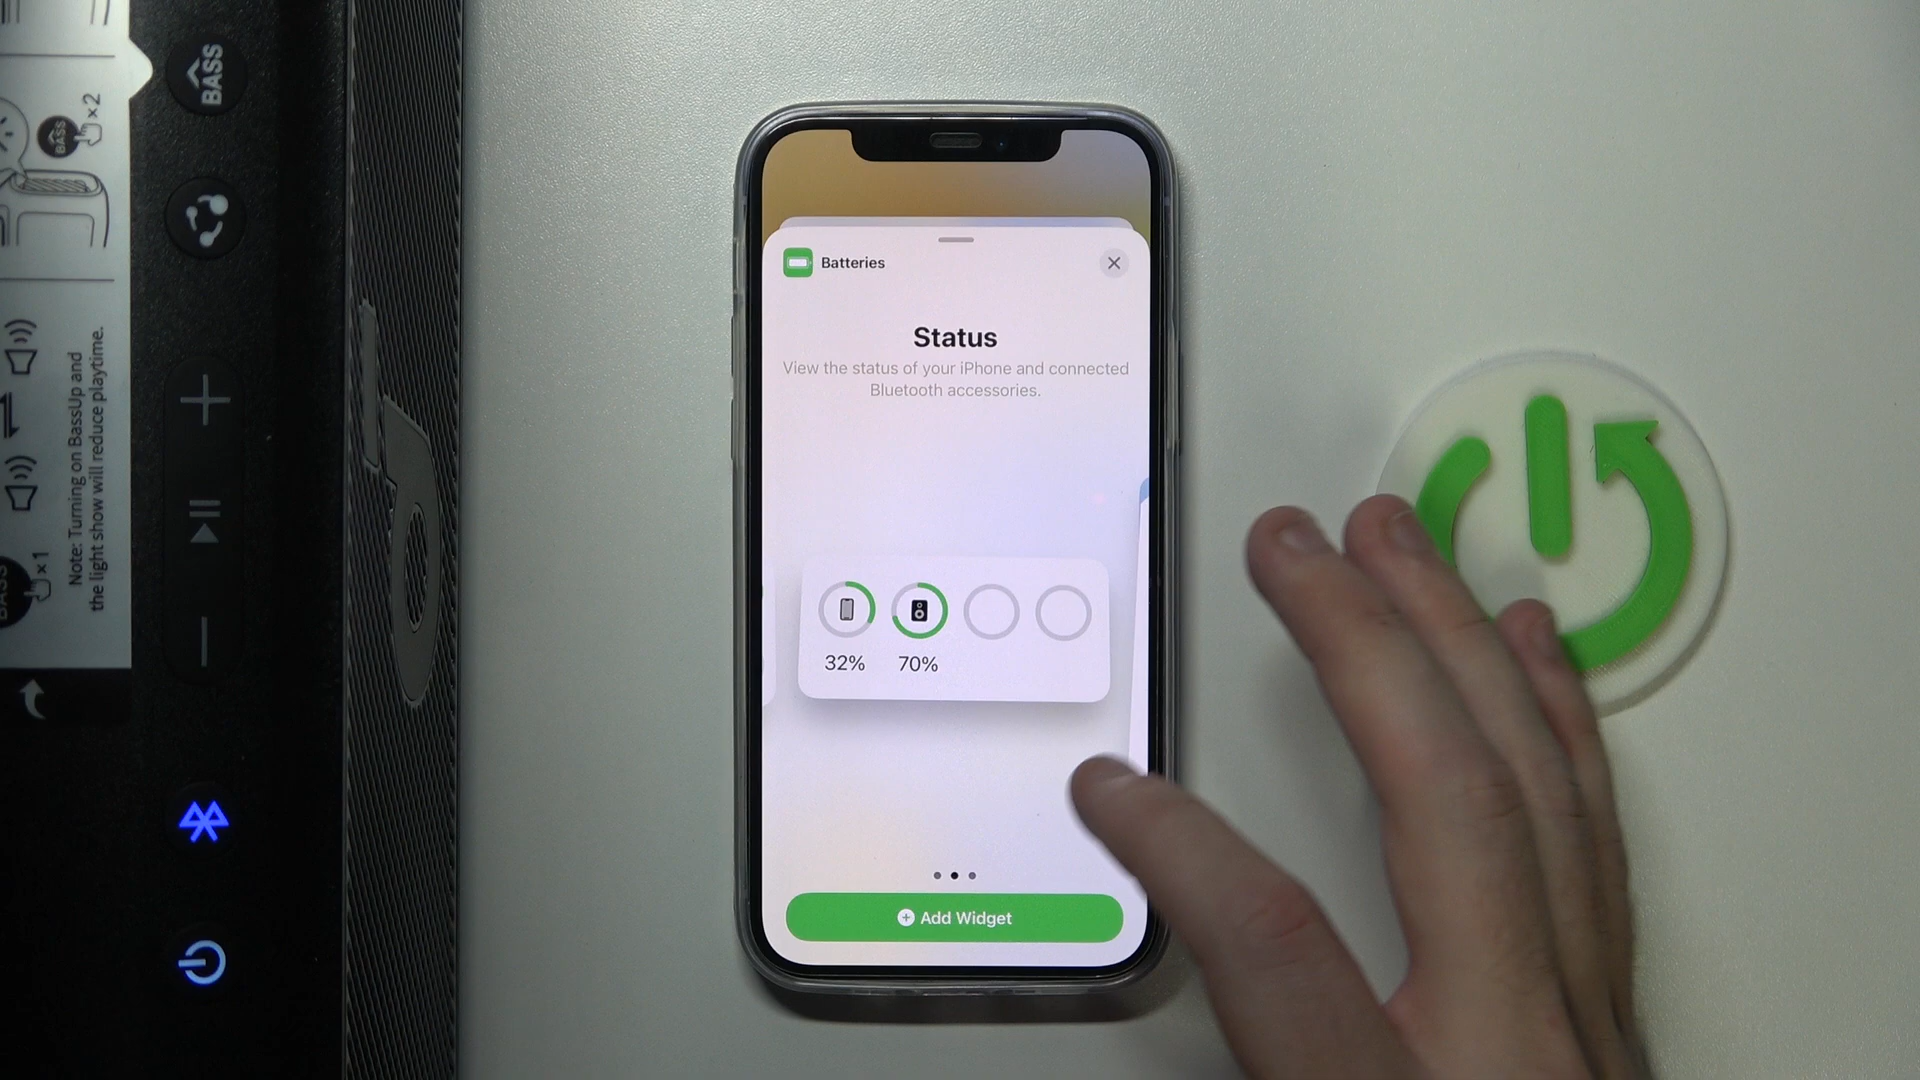 BASS
BASS
×2
Note: Turning on BassUp and
the light show will reduce playtime.
×1
Batteries
Status
View the status of your iPhone and connected
Bluetooth accessories.
32%
70%
Add Widget